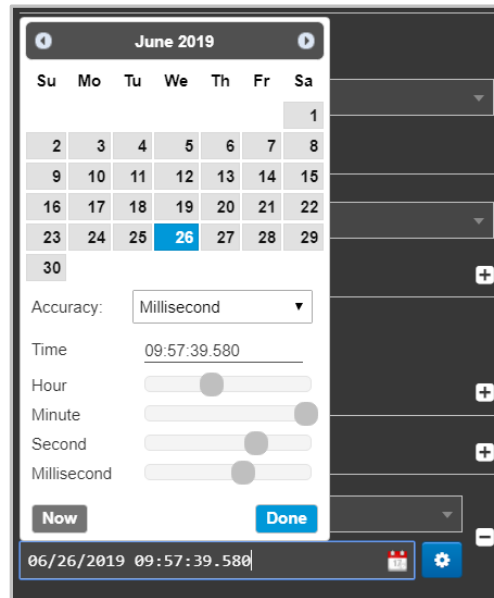 June 2019
Su Mo Tu We Th Fr Sa
1
2 3 4 5 6 7 8
9 10 11 12 13 14 15
16 17 18 19 20 21 22
23 24 25 26 27 28 29
30
Accuracy: Millisecond
Time 09:57:39.580
Hour
Minute
Second
Millisecond
Now Done
06/26/2019 09:57:39.580